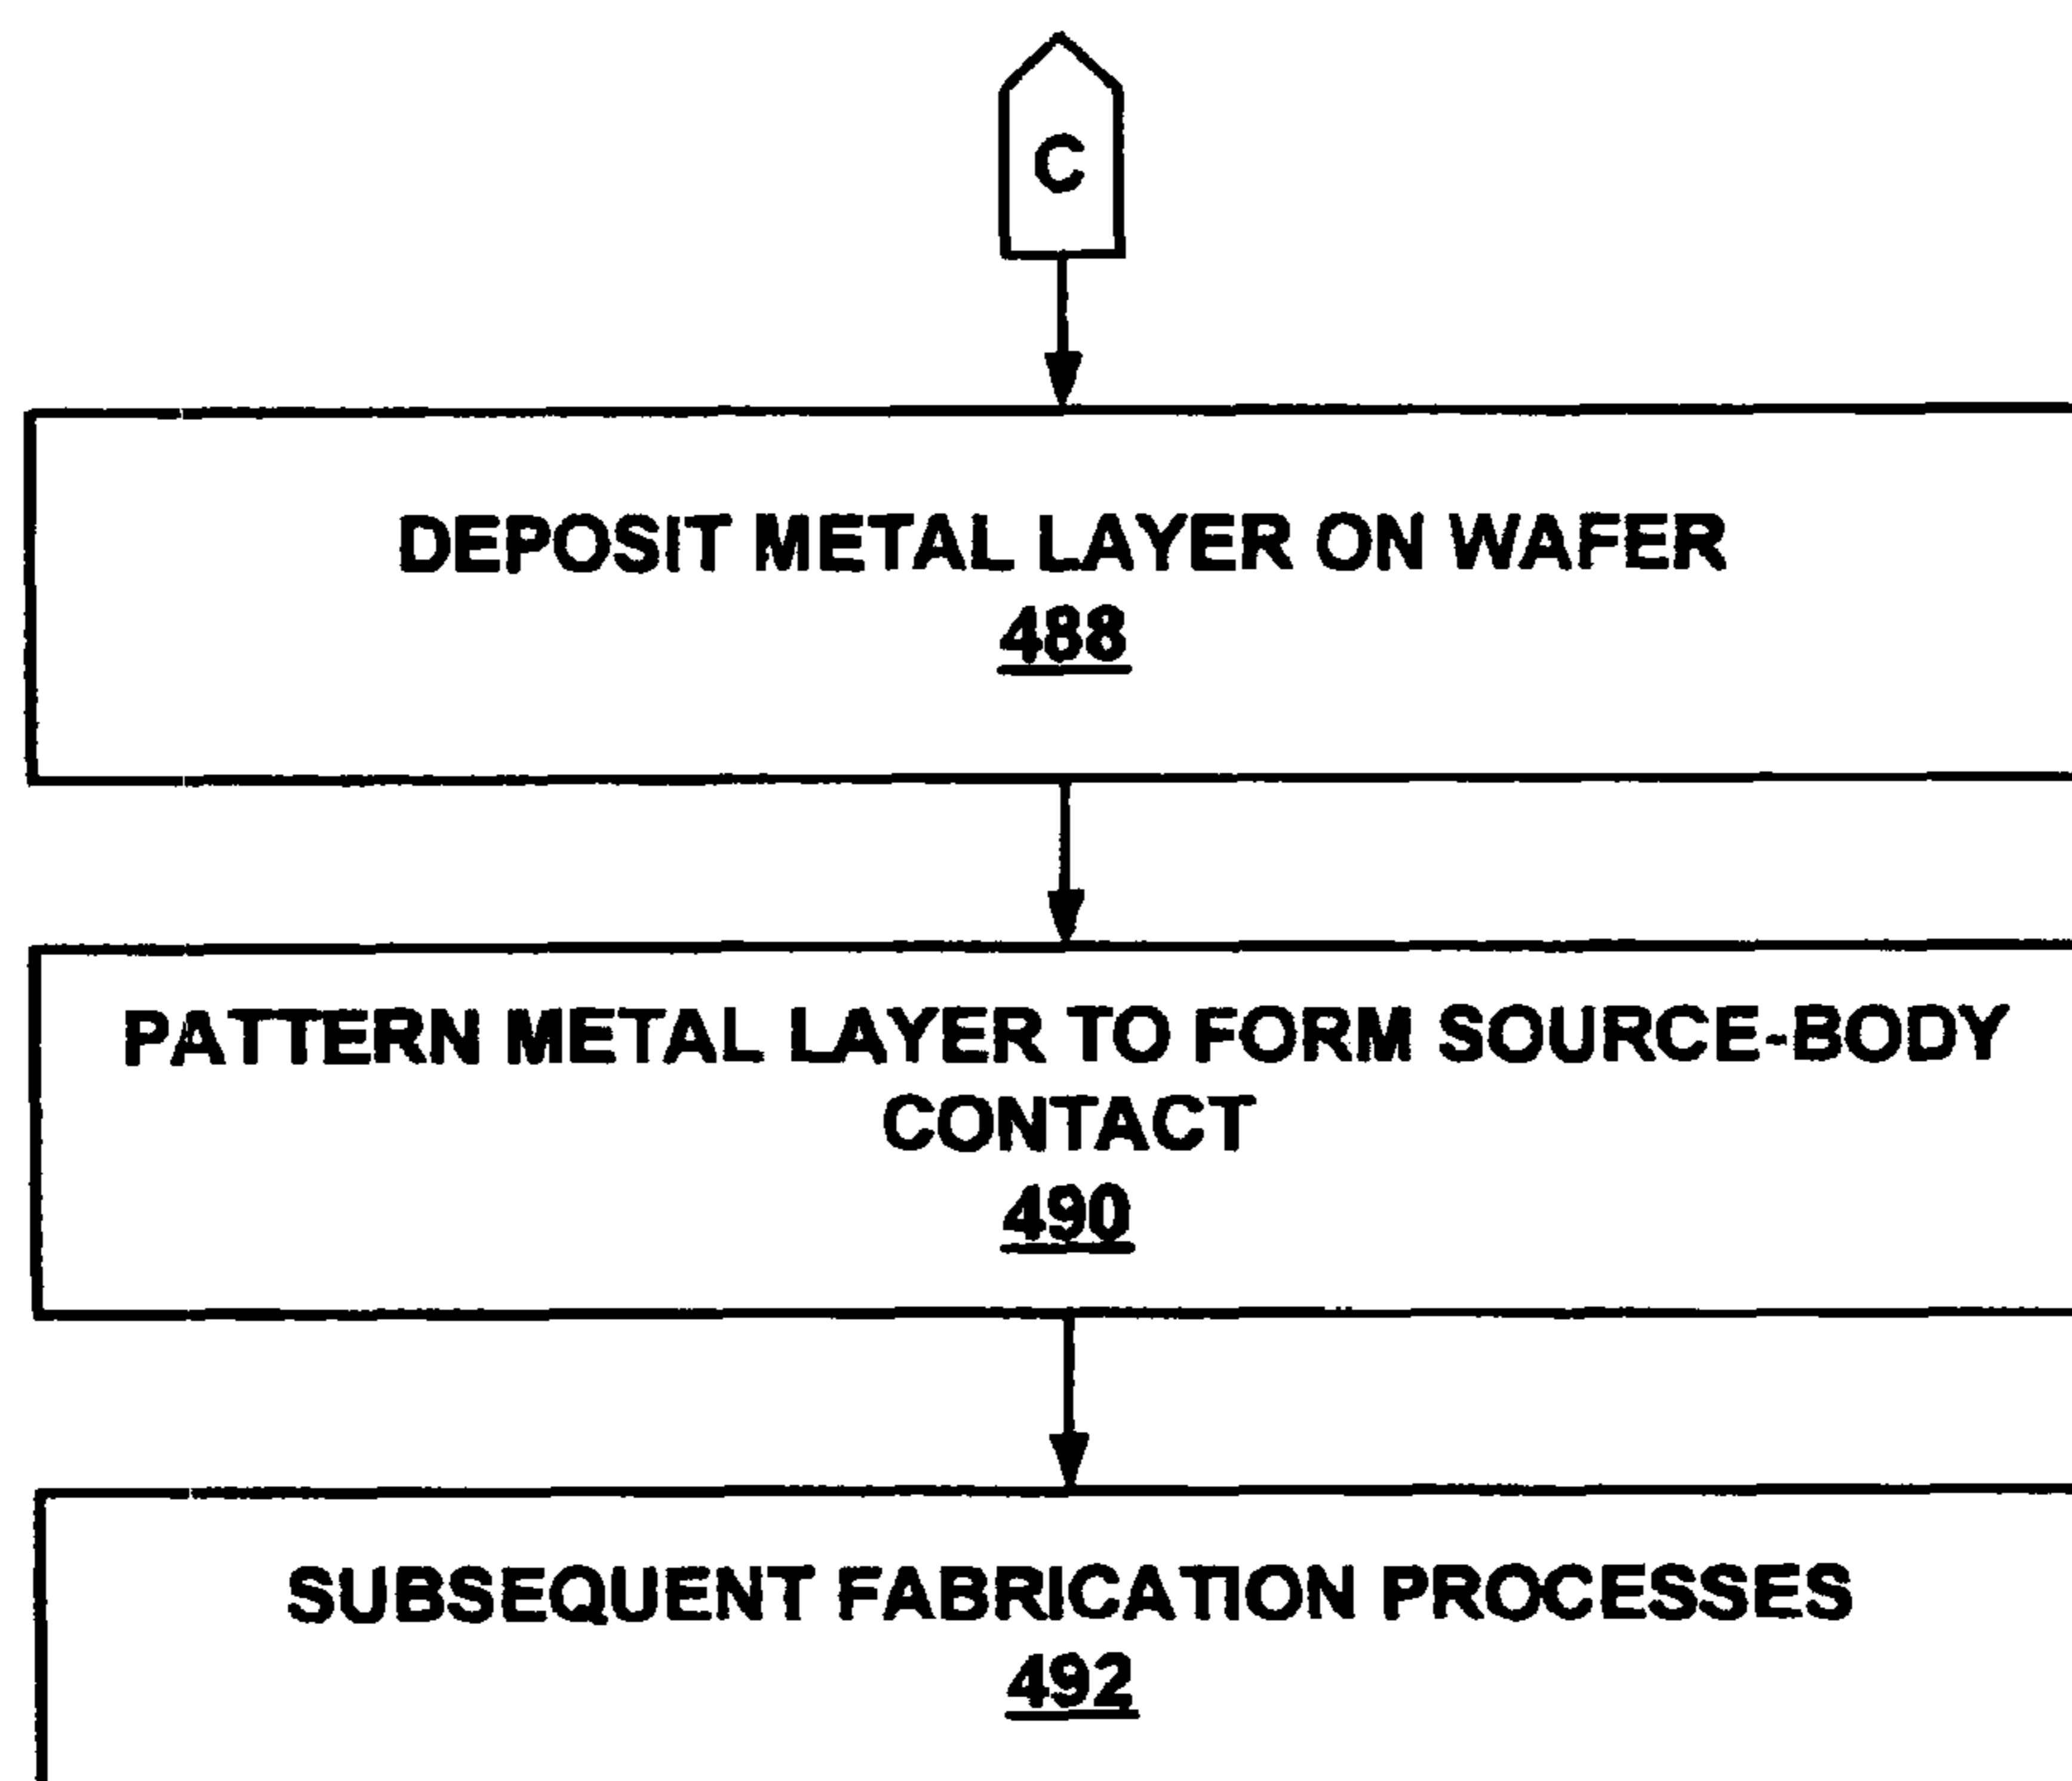 C
DEPOSIT METAL LAYER ON WAFER
488
PATTERN METAL LAYER TO FORM SOURCE-BODY
CONTACT
490
SUBSEQUENT FABRICATION PROCESSES
492